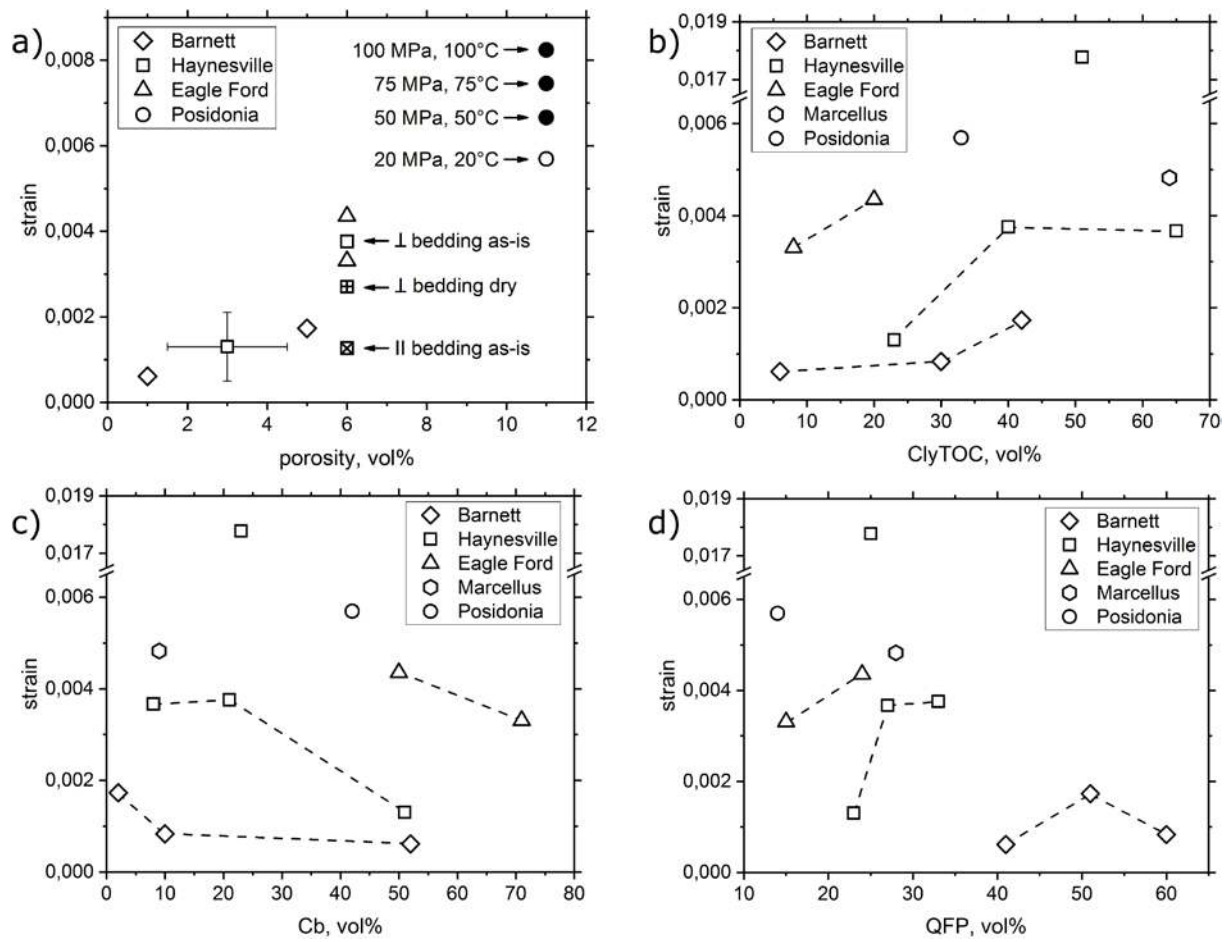 a)
Barnett
Haynesville
Eagle Ford
Posidonia
100 MPa, 100°C
75 MPa, 75°C
50 MPa, 50°C
20 MPa, 20°C
⊥ bedding as-is
⊥ bedding dry
II bedding as-is
0,008
0,006
0,004
0,002
0,000
strain
0 2 4 6 8 10 12
porosity, vol%
b)
Barnett
Haynesville
Eagle Ford
Marcellus
Posidonia
0,019
0,017
0,006
0,004
0,002
0,000
strain
0 10 20 30 40 50 60 70
ClyTOC, vol%
c)
Barnett
Haynesville
Eagle Ford
Marcellus
Posidonia
0,019
0,017
0,006
0,004
0,002
0,000
strain
0 10 20 30 40 50 60 70 80
Cb, vol%
d)
Barnett
Haynesville
Eagle Ford
Marcellus
Posidonia
0,019
0,017
0,006
0,004
0,002
0,000
strain
10 20 30 40 50 60
QFP, vol%